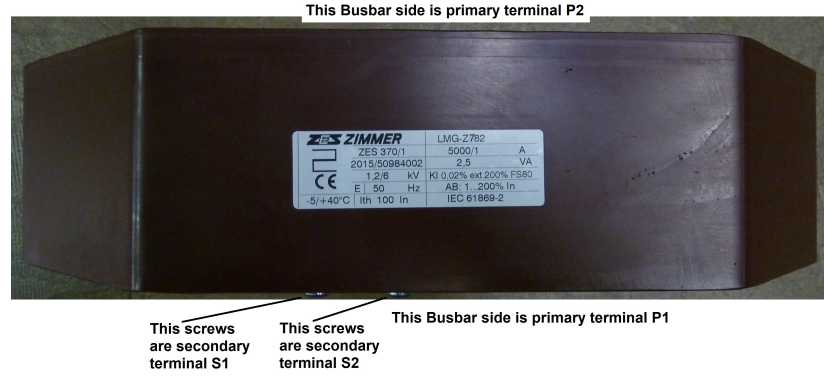 This Busbar side is primary terminal P2
ZES ZIMMER LMG-Z782
ZES 370/1 5000/1 A
2015/50984002 2,5 VA
1,2/6 kV KI 0,02% ext.200% FS80
CE E 50 Hz AB: 1...200% In
-5/+40°C Ith 100 In IEC 61869-2
This Busbar side is primary terminal P1
This screws
are secondary
terminal S1
This screws
are secondary
terminal S2